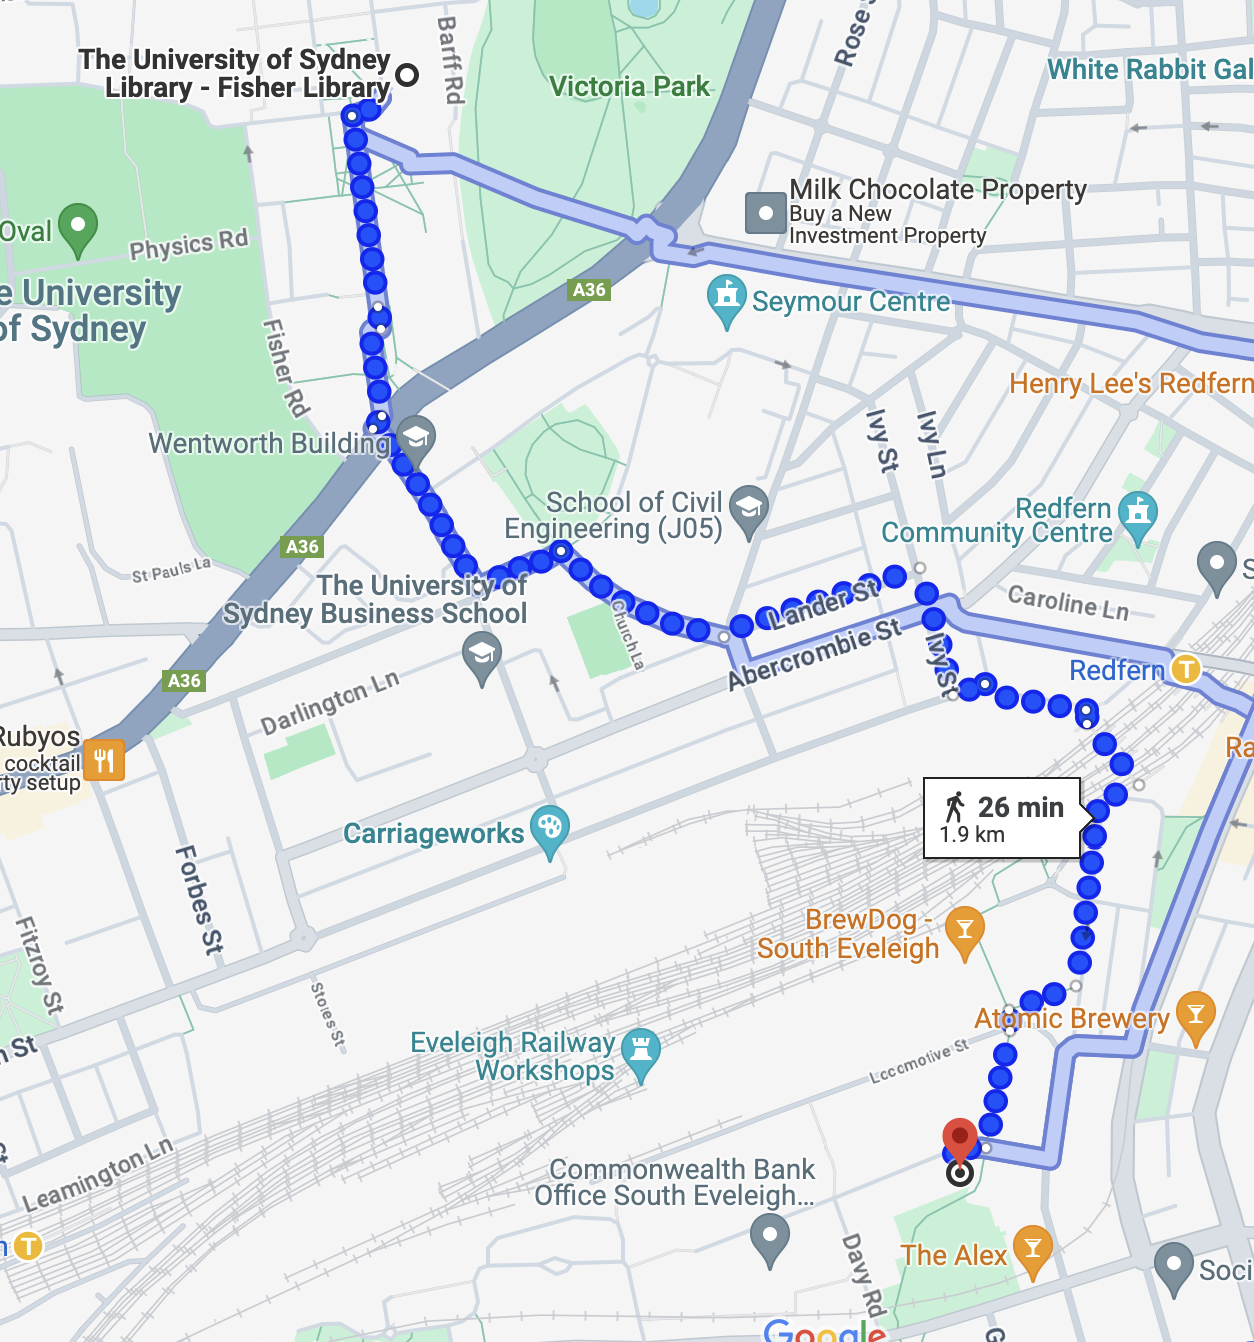 Barff Rd
Rose S
The University of Sydney
Library - Fisher Library
Victoria Park
White Rabbit Gal
Milk Chocolate Property
Buy a New
Investment Property
Oval
Physics Rd
e University
of Sydney
A36
Seymour Centre
Fisher Rd
Henry Lee's Redfern
Wentworth Building
Ivy St
Ivy Ln
School of Civil
Engineering (J05)
Redfern
Community Centre
A36
St Pauls La
S
The University of
Sydney Business School
Church La
Lander St
Caroline Ln
Abercrombie St
Ivy St
Redfern
T
A36
Darlington Ln
Rubyos
cocktail
rty setup
Ra
26 min
1.9 km
Carriageworks
Forbes St
BrewDog -
South Eveleigh
Fitzroy St
Stoies St
Atomic Brewery
Eveleigh Railway
Workshops
Locomotive St
n St
Leamington Ln
Commonwealth Bank
Office South Eveleigh...
n
T
Davy Rd
The Alex
Soci
Google
G